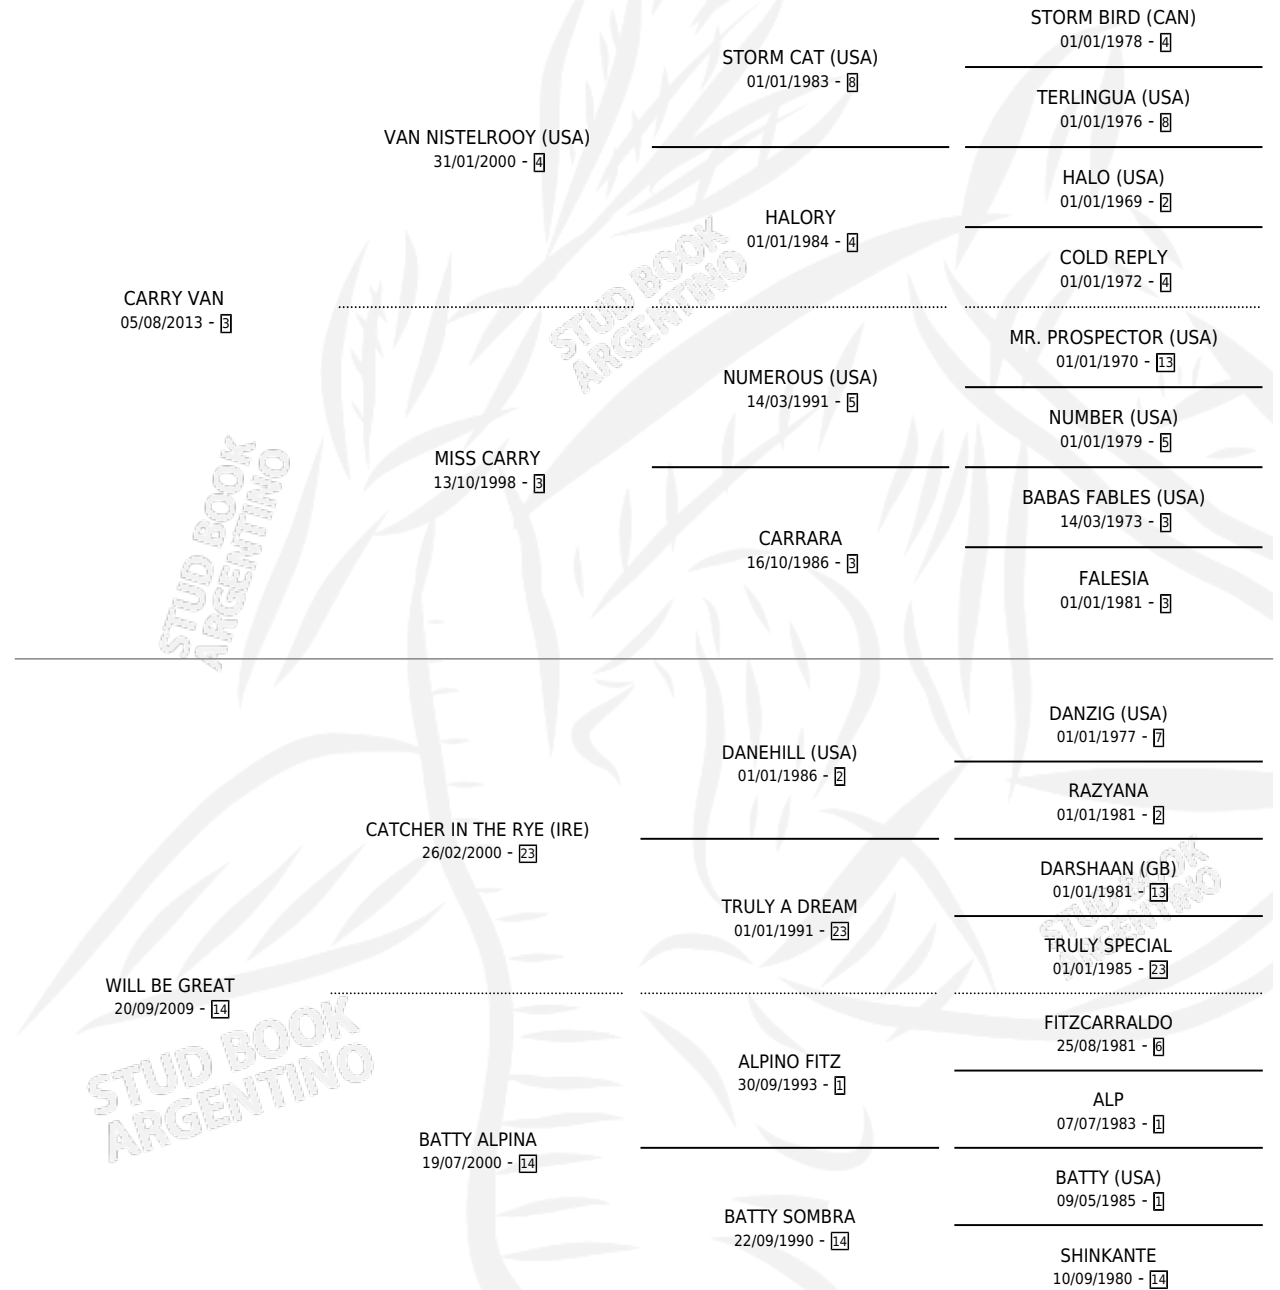 STORM BIRD (CAN)
01/01/1978 - 4
STORM CAT (USA)
01/01/1983 - 8
TERLINGUA (USA)
01/01/1976 - 8
VAN NISTELROOY (USA)
31/01/2000 - 4
HALO (USA)
01/01/1969 - 2
HALORY
01/01/1984 - 4
COLD REPLY
01/01/1972 - 4
CARRY VAN
05/08/2013 - 3
MR. PROSPECTOR (USA)
01/01/1970 - 13
NUMEROUS (USA)
14/03/1991 - 5
NUMBER (USA)
01/01/1979 - 5
MISS CARRY
13/10/1998 - 3
BABAS FABLES (USA)
14/03/1973 - 3
CARRARA
16/10/1986 - 3
FALESIA
01/01/1981 - 3
DANZIG (USA)
01/01/1977 - 7
DANEHILL (USA)
01/01/1986 - 2
RAZYANA
01/01/1981 - 2
CATCHER IN THE RYE (IRE)
26/02/2000 - 23
DARSHAAN (GB)
01/01/1981 - 13
TRULY A DREAM
01/01/1991 - 23
TRULY SPECIAL
01/01/1985 - 23
WILL BE GREAT
20/09/2009 - 14
FITZCARRALDO
25/08/1981 - 6
ALPINO FITZ
30/09/1993 - 1
ALP
07/07/1983 - 1
BATTY ALPINA
19/07/2000 - 14
BATTY (USA)
09/05/1985 - 1
BATTY SOMBRA
22/09/1990 - 14
SHINKANTE
10/09/1980 - 14
STUD BOOK
ARGENTINO
STUD BOOK
ARGENTINO
STUD BOOK
ARGENTINO
STUD BOOK
ARGENTINO